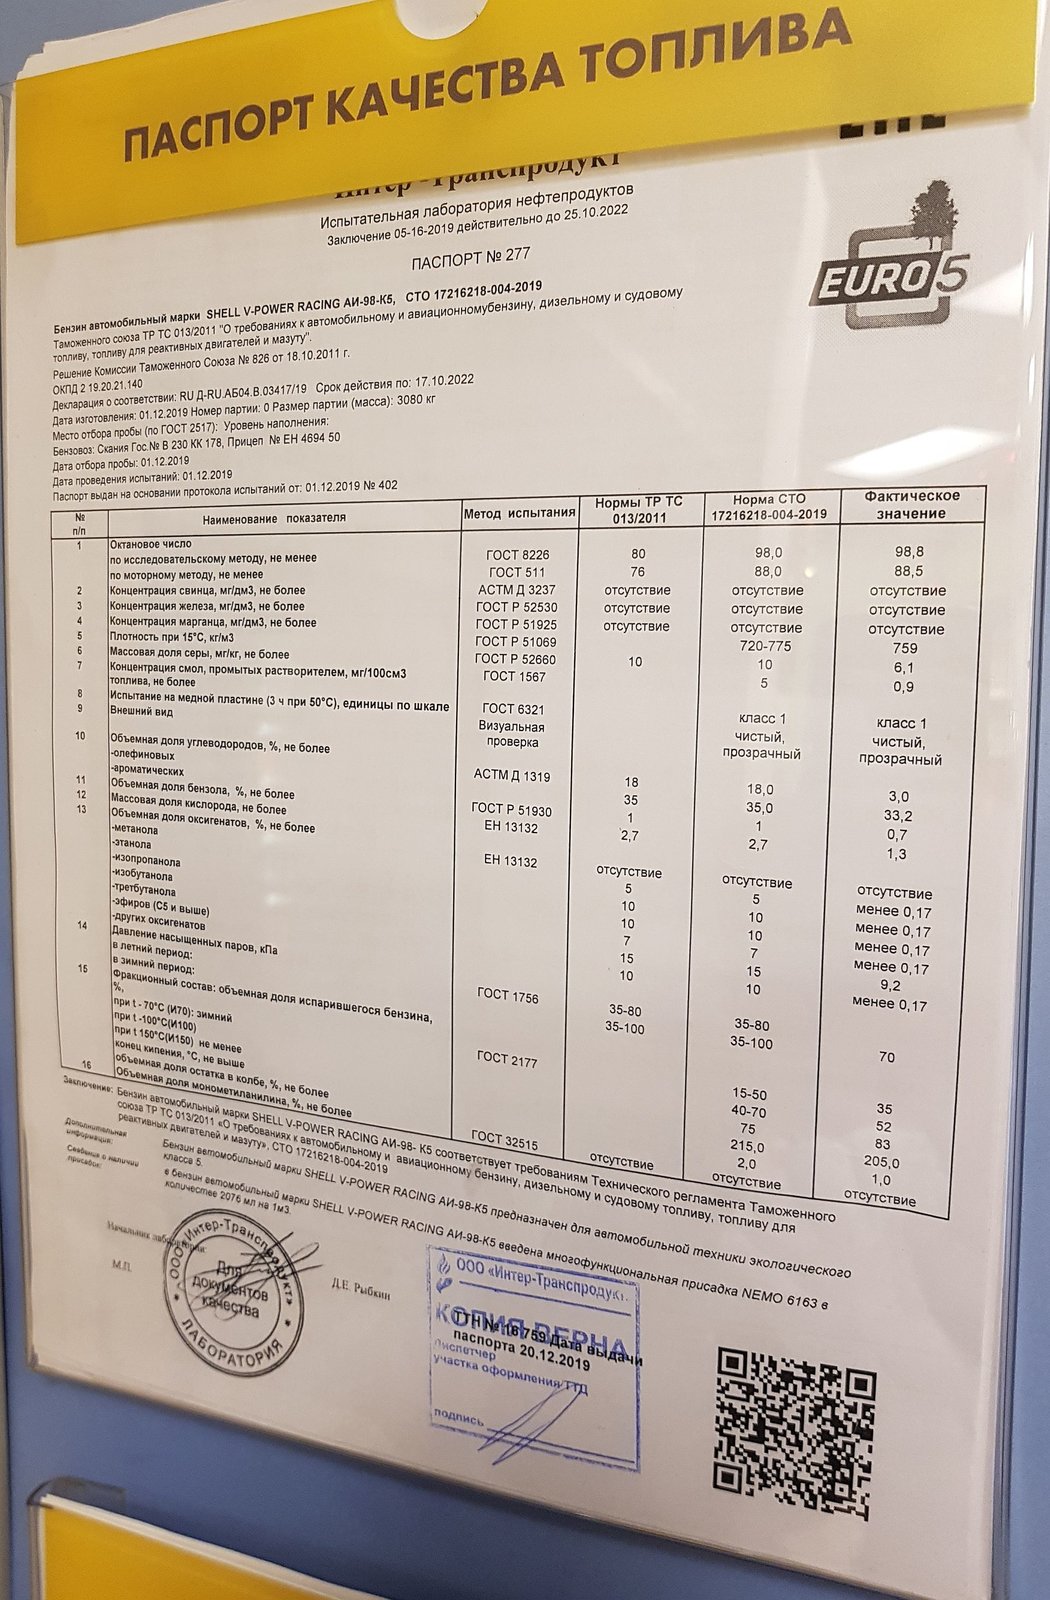 ПАСПОРТ КАЧЕСТВА ТОПЛИВА
Интер -Транспродукт
Испытательная лаборатория нефтепродуктов
Заключение 05-16-2019 действительно до 25.10.2022
ПАСПОРТ № 277
EURO 5
Бензин автомобильный марки SHELL V-POWER RACING АИ-98-К5, СТО 17216218-004-2019
Таможенного союза ТР ТС 013/2011 "О требованиях к автомобильному и авиационномубензину, дизельному и судовому
топливу, топливу для реактивных двигателей и мазуту".
Решение Комиссии Таможенного Союза № 826 от 18.10.2011 г.
ОКПД 2 19.20.21.140
Декларация о соответствии: RU Д-RU.АБ04.В.03417/19 Срок действия по: 17.10.2022
Дата изготовления: 01.12.2019 Номер партии: 0 Размер партии (масса): 3080 кг
Место отбора пробы (по ГОСТ 2517): Уровень наполнения:
Бензовоз: Скания Гос.№ В 230 КК 178, Прицеп № ЕН 4694 50
Дата отбора пробы: 01.12.2019
Дата проведения испытаний: 01.12.2019
Паспорт выдан на основании протокола испытаний от: 01.12.2019 № 402
№ п/п Наименование показателя Метод испытания Нормы ТР ТС 013/2011 Норма СТО 17216218-004-2019 Фактическое значение
1 Октановое число
по исследовательскому методу, не менее ГОСТ 8226 80 98,0 98,8
по моторному методу, не менее ГОСТ 511 76 88,0 88,5
2 Концентрация свинца, мг/дм3, не более АСТМ Д 3237 отсутствие отсутствие отсутствие
3 Концентрация железа, мг/дм3, не более ГОСТ Р 52530 отсутствие отсутствие отсутствие
4 Концентрация марганца, мг/дм3, не более ГОСТ Р 51925 отсутствие отсутствие отсутствие
5 Плотность при 15°С, кг/м3 ГОСТ Р 51069 720-775 759
6 Массовая доля серы, мг/кг, не более ГОСТ Р 52660 10 10 6,1
7 Концентрация смол, промытых растворителем, мг/100см3 ГОСТ 1567 5 0,9
топлива, не более
8 Испытание на медной пластине (3 ч при 50°С), единицы по шкале ГОСТ 6321 класс 1 класс 1
9 Внешний вид Визуальная проверка чистый, прозрачный чистый, прозрачный
10 Объемная доля углеводородов, %, не более АСТМ Д 1319
-олефиновых 18 18,0 3,0
-ароматических 35 35,0 33,2
11 Объемная доля бензола, %, не более ГОСТ Р 51930 1 1 0,7
12 Массовая доля кислорода, не более ЕН 13132 2,7 2,7 1,3
13 Объемная доля оксигенатов, %, не более ЕН 13132
-метанола отсутствие отсутствие отсутствие
-этанола 5 5 менее 0,17
-изопропанола 10 10 менее 0,17
-изобутанола 10 10 менее 0,17
-третбутанола 7 7 менее 0,17
-эфиров (С5 и выше) 15 15 9,2
-других оксигенатов 10 10 менее 0,17
14 Давление насыщенных паров, кПа ГОСТ 1756
в летний период: 35-80 35-80
в зимний период: 35-100 35-100 70
15 Фракционный состав: объемная доля испарившегося бензина, ГОСТ 2177
%,
при t - 70°С (И70): зимний 15-50 35
при t -100°С(И100) 40-70 52
при t 150°С(И150) не менее 75 83
конец кипения, °С, не выше 215,0 205,0
объемная доля остатка в колбе, %, не более 2,0 1,0
16 Объемная доля монометиланилина, %, не более ГОСТ 32515 отсутствие отсутствие отсутствие
Заключение: Бензин автомобильный марки SHELL V-POWER RACING АИ-98- К5 соответствует требованиям Технического регламента Таможенного
союза ТР ТС 013/2011 «О требованиях к автомобильному и авиационному бензину, дизельному и судовому топливу, топливу для
реактивных двигателей и мазуту», СТО 17216218-004-2019
Дополнительная информация: Бензин автомобильный марки SHELL V-POWER RACING АИ-98-К5 предназначен для автомобильной техники экологического
класса 5.
Сведения о наличии присадок: в бензин автомобильный марки SHELL V-POWER RACING АИ-98-К5 введена многофункциональная присадка NEMO 6163 в
количестве 2076 мл на 1м3.
Начальник лаборатории:
М.П.
Д.Е. Рыбкин
ООО «Интер-Транспродукт»
Для
документов
качества
ЛАБОРАТОРИЯ
ООО «Интер-Транспродукт»
КОПИЯ ВЕРНА
ТТН № 18 759 Дата выдачи
паспорта 20.12.2019
Диспетчер
участка оформления ТТД
подпись